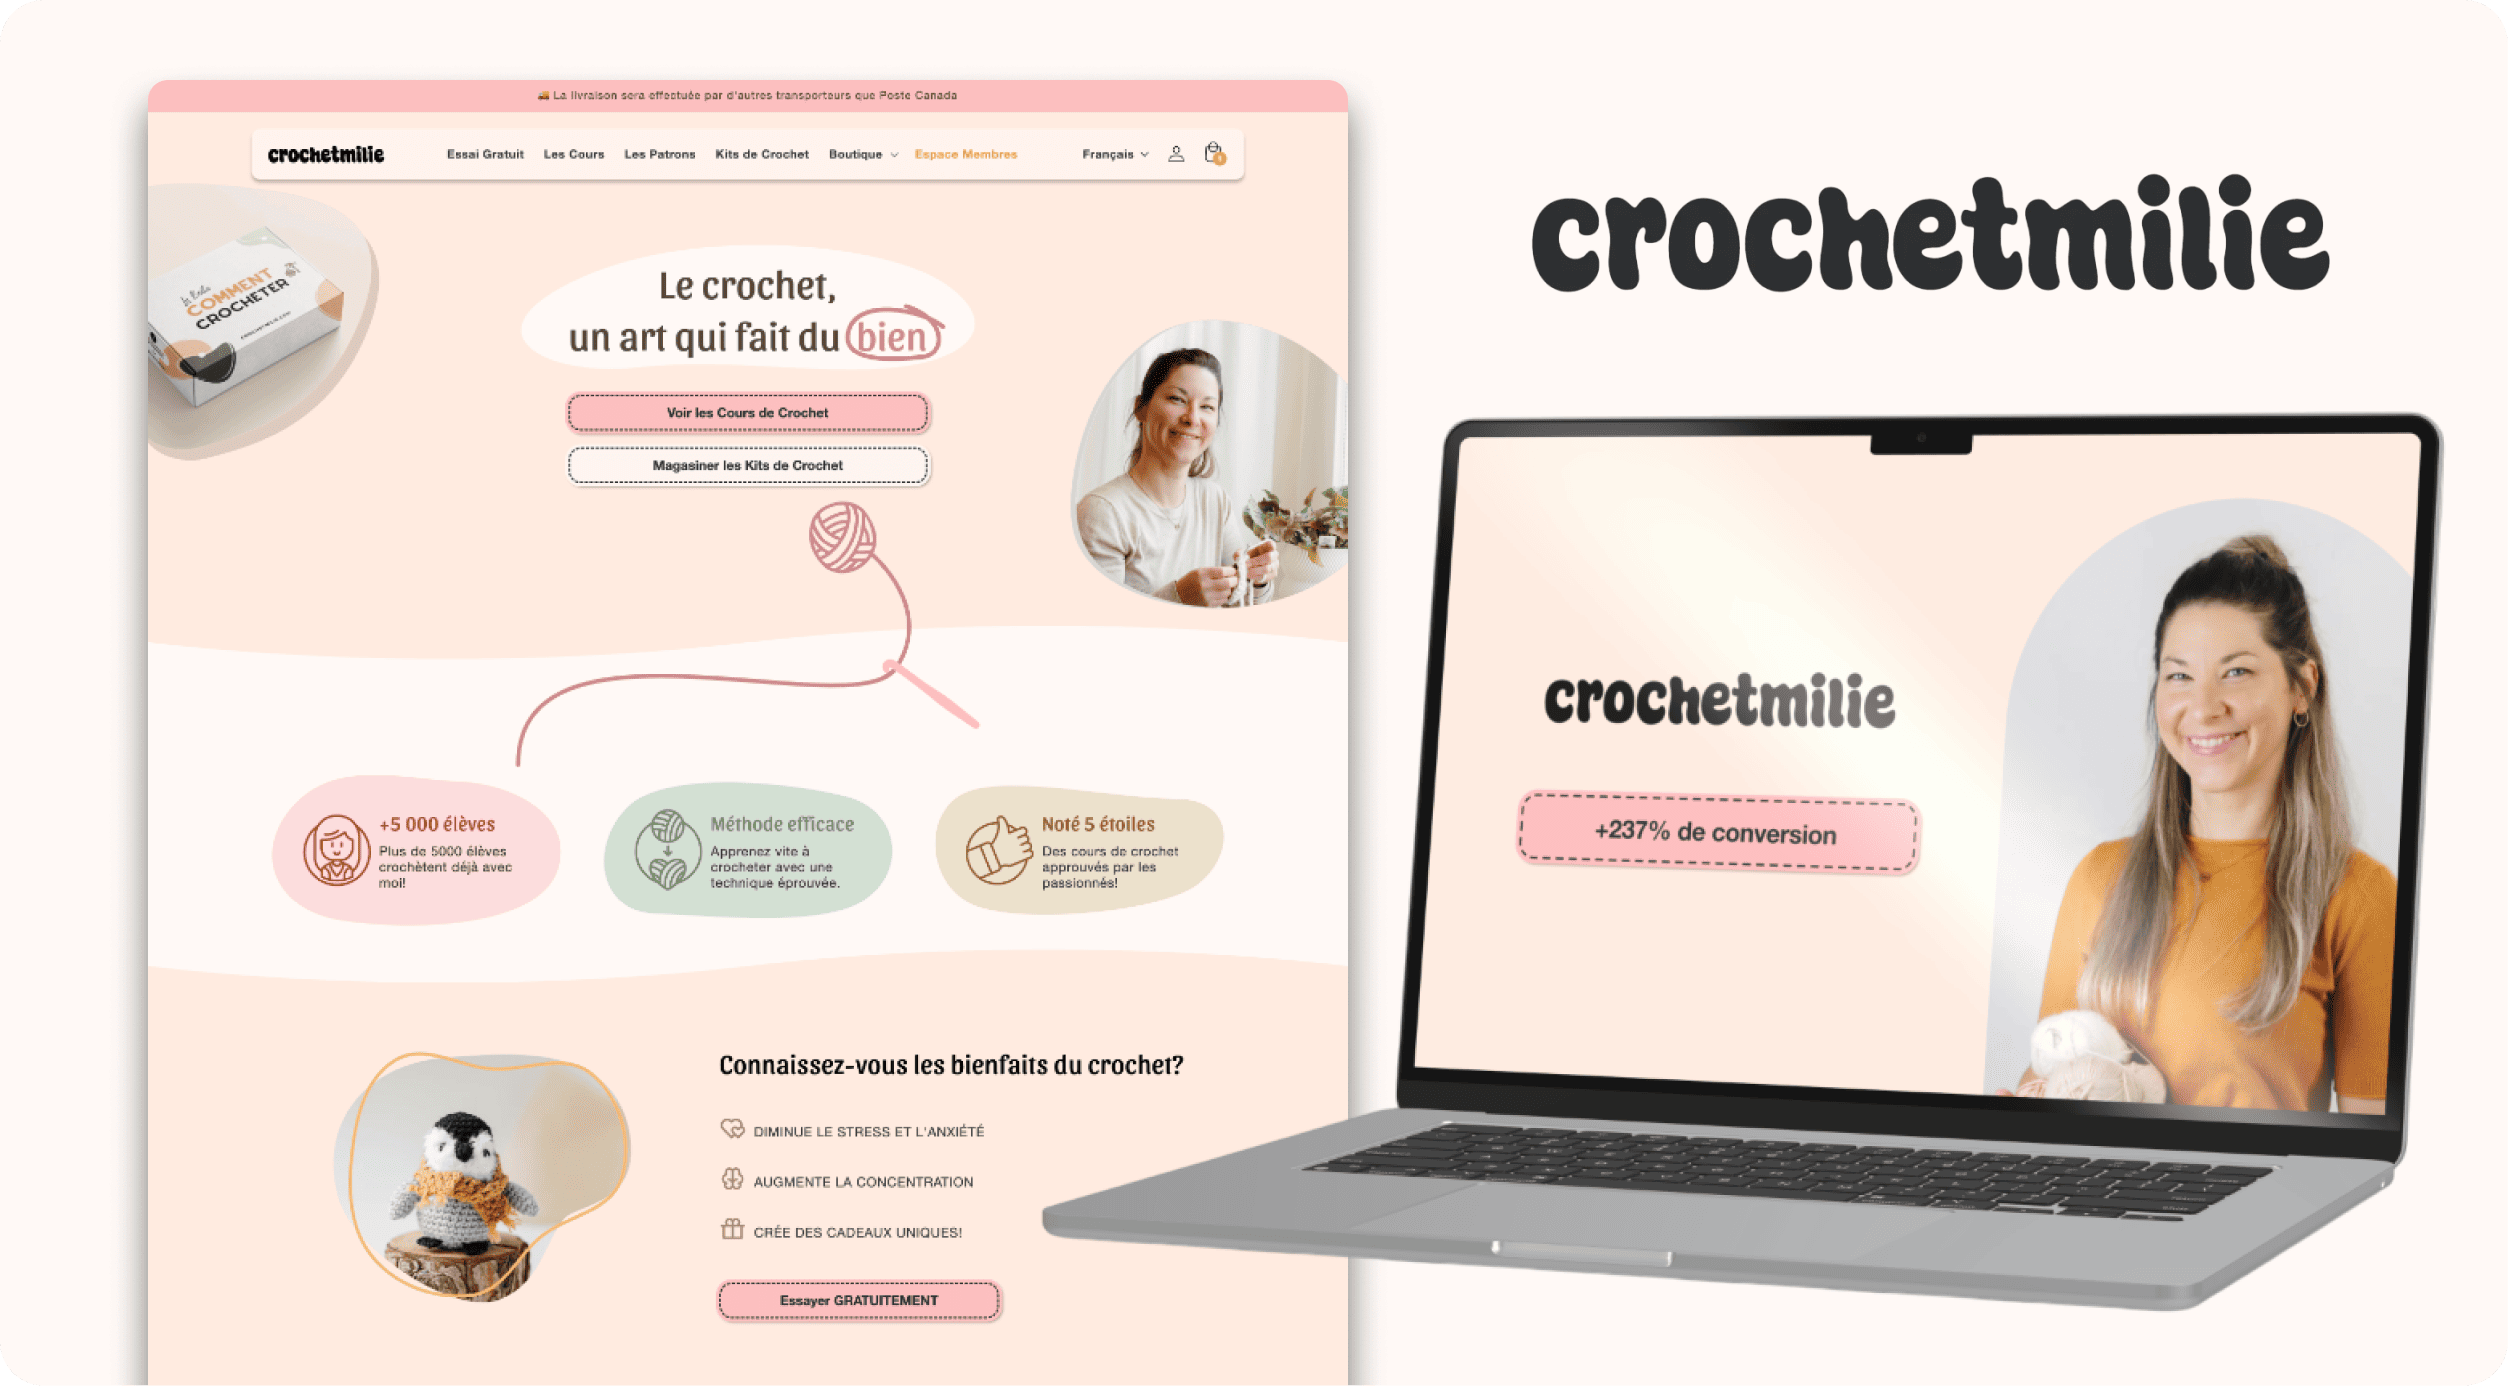 La livraison sera effectuée par d'autres transporteurs que Poste Canada
crochetmilie
Essai Gratuit
Les Cours
Les Patrons
Kits de Crochet
Boutique
Espace Membres
Français
COMMENT
CROCHETER
Le crochet,
un art qui fait du bien
Voir les Cours de Crochet
Magasiner les Kits de Crochet
+5 000 élèves
Plus de 5000 élèves
crochètent déjà avec
moi!
Méthode efficace
Apprenez vite à
crocheter avec une
technique éprouvée.
Noté 5 étoiles
Des cours de crochet
approuvés par les
passionnés!
Connaissez-vous les bienfaits du crochet?
DIMINUE LE STRESS ET L'ANXIÉTÉ
AUGMENTE LA CONCENTRATION
CRÉE DES CADEAUX UNIQUES!
Essayer GRATUITEMENT
crochetmilie
crochetmilie
+237% de conversion